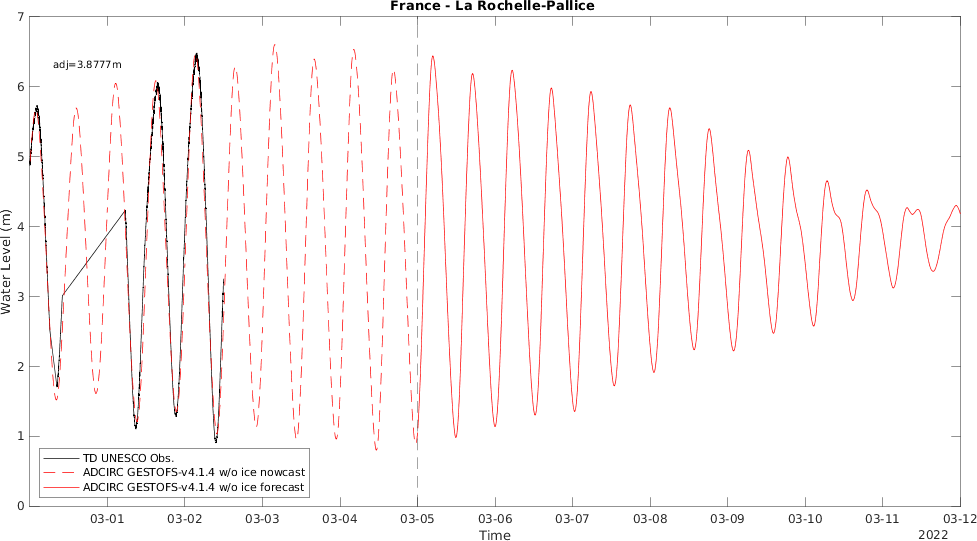 France - La Rochelle-Pallice
adj=3.8777m
7
6
5
4
3
2
1
0
Water Level (m)
TD UNESCO Obs.
ADCIRC GESTOFS-v4.1.4 w/o ice nowcast
ADCIRC GESTOFS-v4.1.4 w/o ice forecast
03-01 03-02 03-03 03-04 03-05 03-06 03-07 03-08 03-09 03-10 03-11 03-12
Time
2022